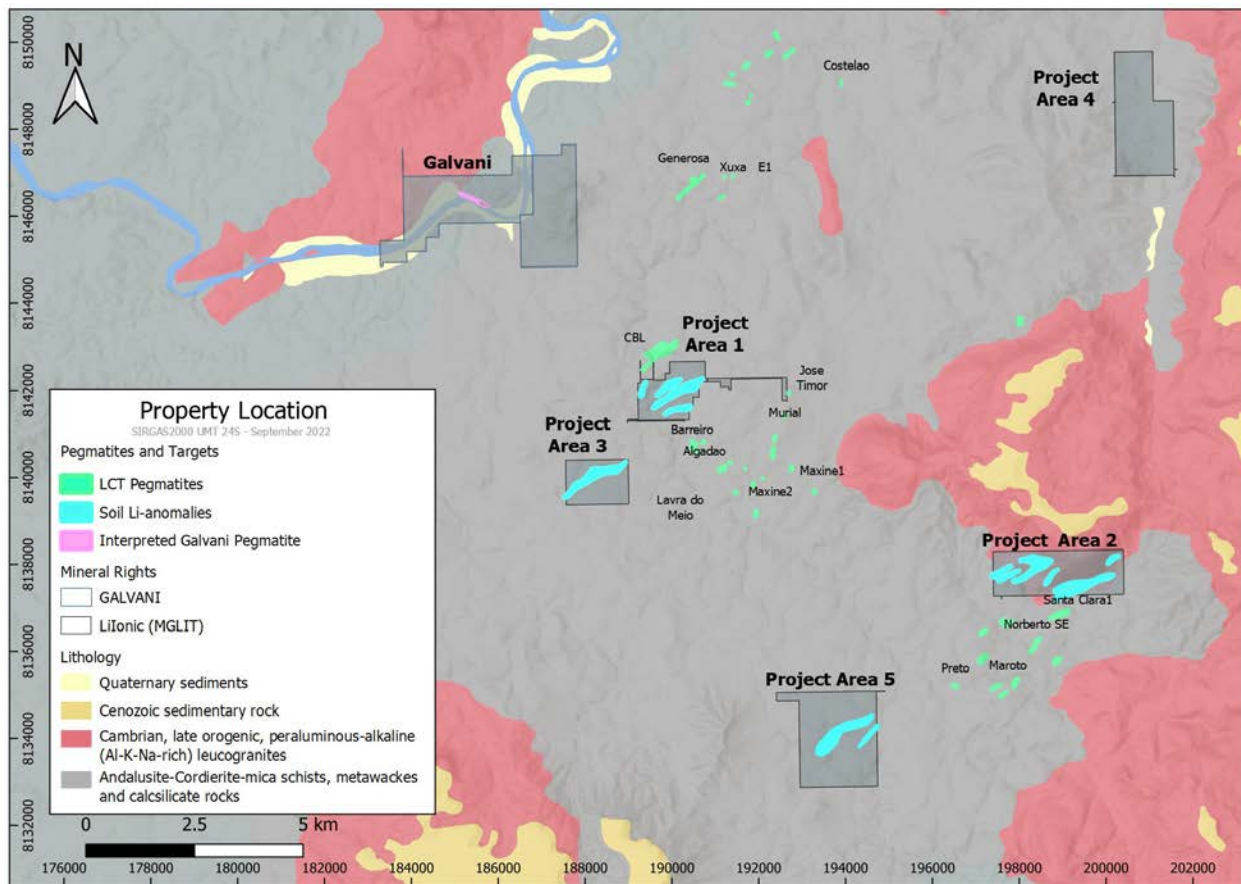 8150000
8148000
8146000
8144000
8142000
8140000
8138000
8136000
8134000
8132000
N
Galvani
Costelao
Project
Area 4
Generosa
Xuxa
E1
CBL
Project
Area 1
Jose
Timor
Murial
Project
Area 3
Barreiro
Algadao
Maxine1
Maxine2
Lavra do
Meio
Project Area 2
Santa Clara1
Norberto SE
Preto
Maroto
Project Area 5
Property Location
SIRGAS2000 UMT 24S - September 2022
Pegmatites and Targets
LCT Pegmatites
Soil Li-anomalies
Interpreted Galvani Pegmatite
Mineral Rights
GALVANI
LiIonic (MGLIT)
Lithology
Quaternary sediments
Cenozoic sedimentary rock
Cambrian, late orogenic, peraluminous-alkaline
(Al-K-Na-rich) leucogranites
Andalusite-Cordierite-mica schists, metawackes
and calcsilicate rocks
0 2.5 5 km
176000 178000 180000 182000 184000 186000 188000 190000 192000 194000 196000 198000 200000 202000